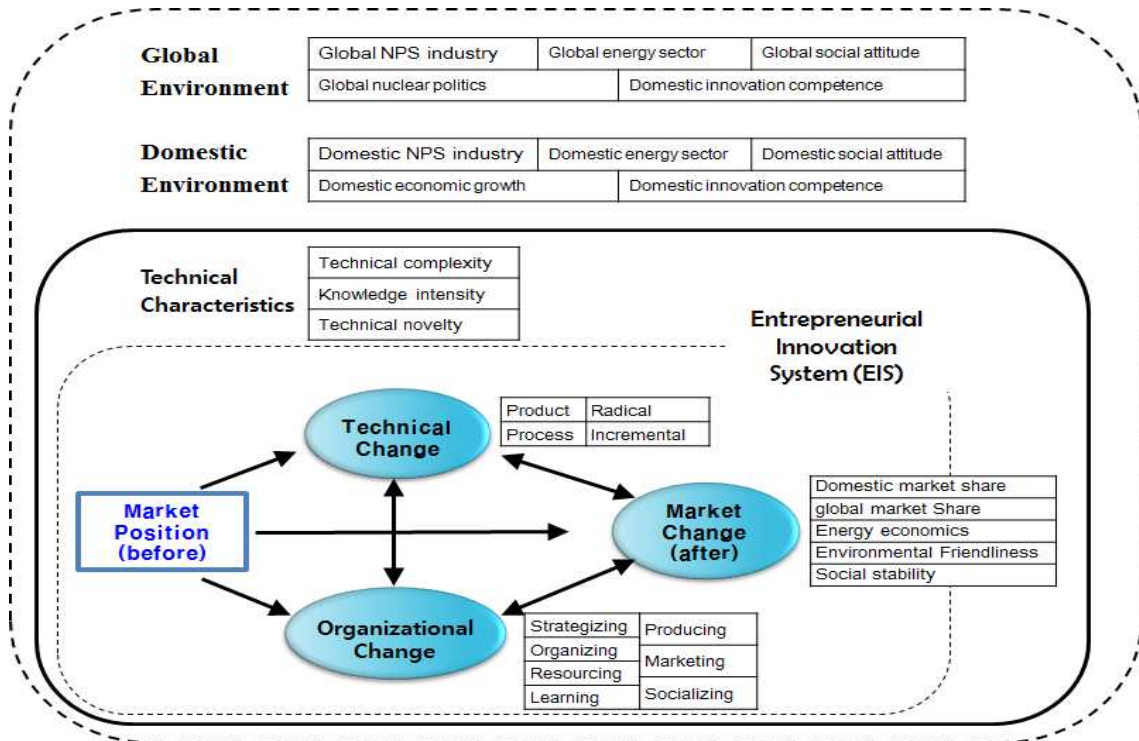 Global Environment
Global NPS industry
Global energy sector
Global social attitude
Global nuclear politics
Domestic innovation competence
Domestic Environment
Domestic NPS industry
Domestic energy sector
Domestic social attitude
Domestic economic growth
Domestic innovation competence
Technical
Characteristics
Technical complexity
Knowledge intensity
Technical novelty
Entrepreneurial
Innovation
System (EIS)
Technical
Change
Product
Radical
Process
Incremental
Market
Position
(before)
Market
Change
(after)
Domestic market share
global market Share
Energy economics
Environmental Friendliness
Social stability
Organizational
Change
Strategizing
Organizing
Resourcing
Learning
Producing
Marketing
Socializing